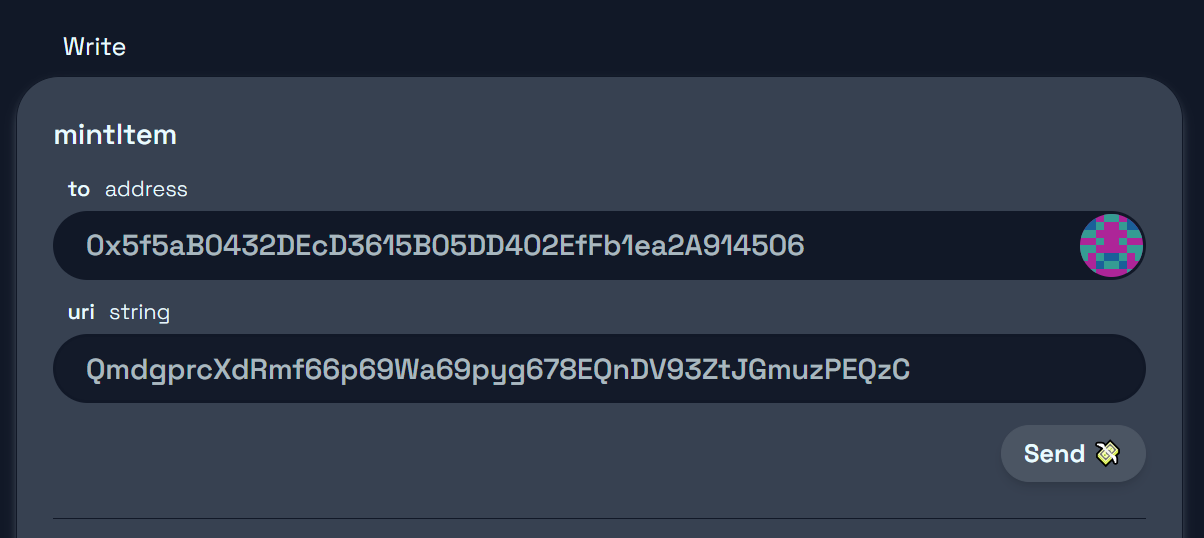 Write
mintItem
to address
0x5f5aB0432DEcD3615B05DD402EfFb1ea2A914506
uri string
QmdgprcXdRmf66p69Wa69pyg678EQnDV93ZtJGmuzPEQzC
Send 💸